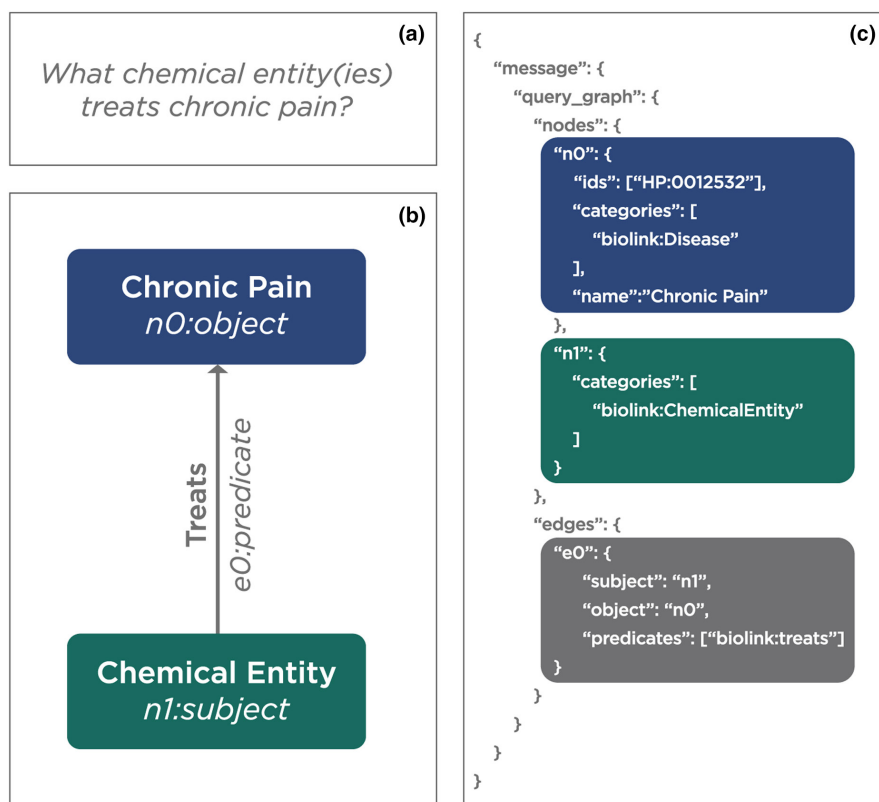 (a)
What chemical entity(ies)
treats chronic pain?
(b)
Chronic Pain
n0:object
Treats
e0:predicate
Chemical Entity
n1:subject
(c)
{
“message”: {
“query_graph”: {
“nodes”: {
“n0”: {
“ids”: [“HP:0012532”],
“categories”: [
“biolink:Disease”
],
“name”:”Chronic Pain”
},
“n1”: {
“categories”: [
“biolink:ChemicalEntity”
]
}
},
“edges”: {
“e0”: {
“subject”: “n1”,
“object”: “n0”,
“predicates”: [“biolink:treats”]
}
}
}
}
}